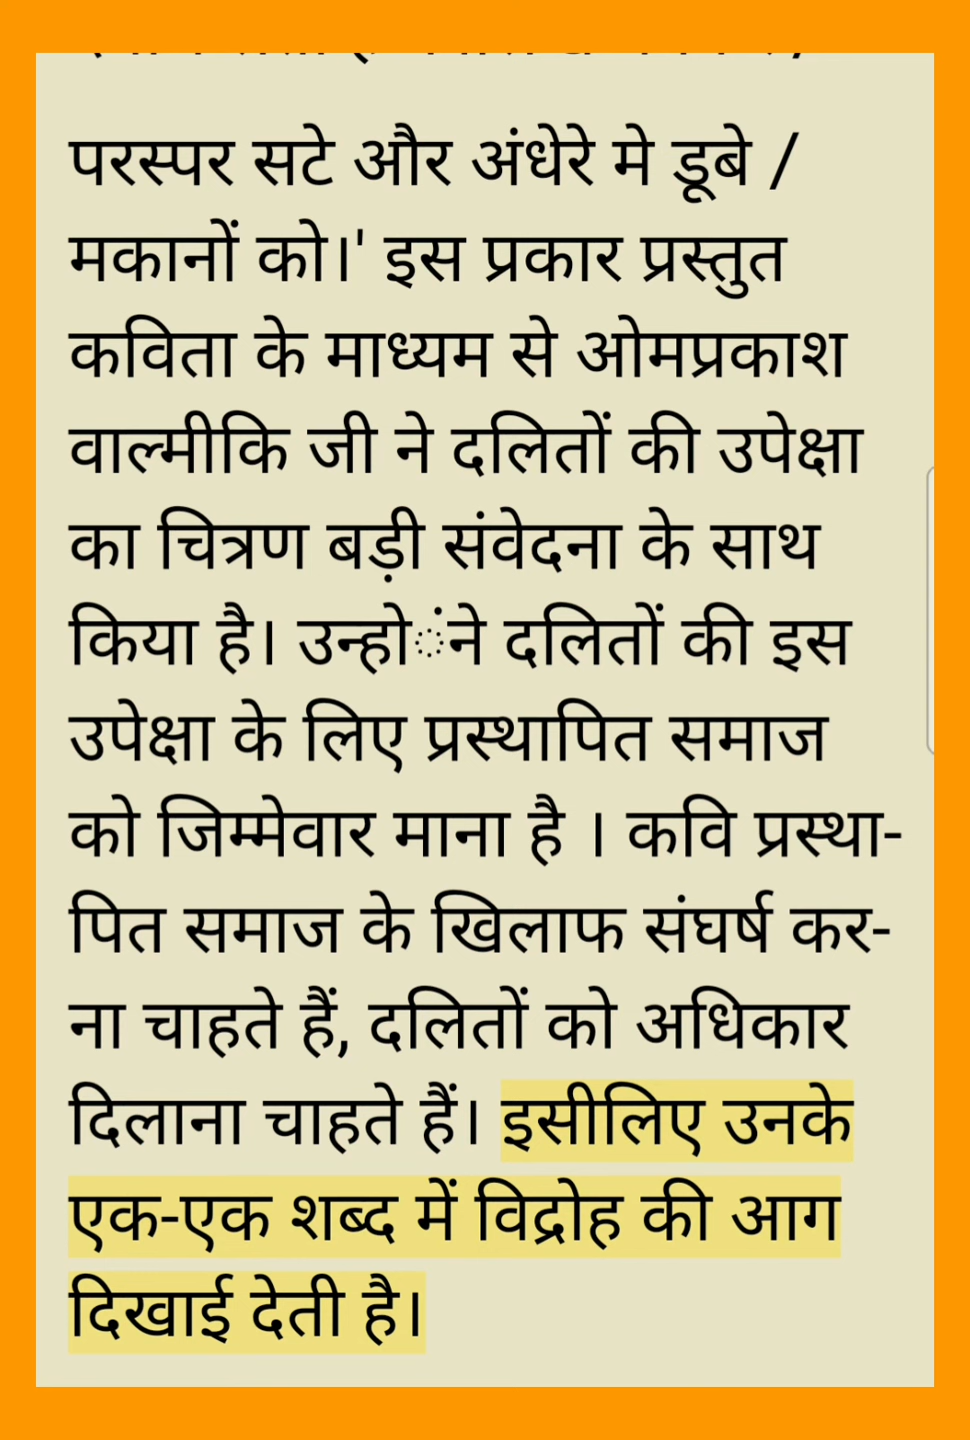 परस्पर सटे और अंधेरे मे डूबे /
मकानों को।' इस प्रकार प्रस्तुत
कविता के माध्यम से ओमप्रकाश
वाल्मीकि जी ने दलितों की उपेक्षा
का चित्रण बड़ी संवेदना के साथ
किया है। उन्होंने दलितों की इस
उपेक्षा के लिए प्रस्थापित समाज
को जिम्मेवार माना है । कवि प्रस्था-
पित समाज के खिलाफ संघर्ष कर-
ना चाहते हैं, दलितों को अधिकार
दिलाना चाहते हैं। इसीलिए उनके
एक-एक शब्द में विद्रोह की आग
दिखाई देती है।